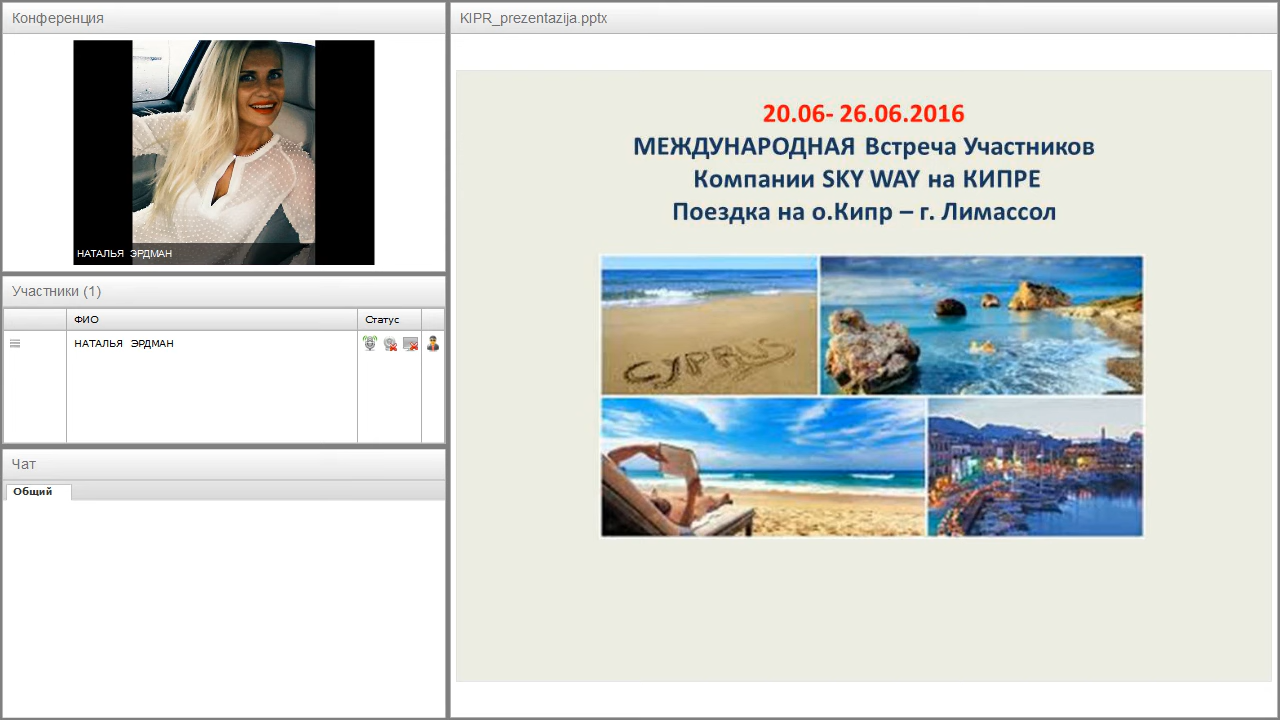 Конференция
НАТАЛЬЯ ЭРДМАН
Участники (1)
ФИО Статус
НАТАЛЬЯ ЭРДМАН
Чат
Общий
KIPR_prezentazija.pptx
20.06- 26.06.2016
МЕЖДУНАРОДНАЯ Встреча Участников
Компании SKY WAY на КИПРЕ
Поездка на о.Кипр – г. Лимассол
CYPRUS